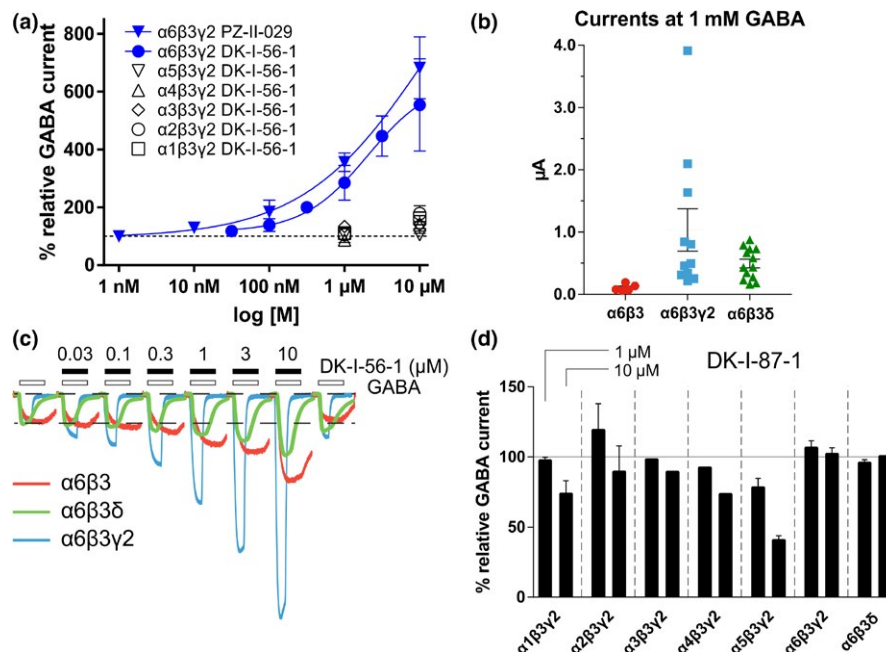 (a)
α6β3γ2 PZ-II-029
α6β3γ2 DK-I-56-1
α5β3γ2 DK-I-56-1
α4β3γ2 DK-I-56-1
α3β3γ2 DK-I-56-1
α2β3γ2 DK-I-56-1
α1β3γ2 DK-I-56-1
% relative GABA current
800
600
400
200
0
1 nM 10 nM 100 nM 1 µM 10 µM
log [M]
(b) Currents at 1 mM GABA
µA
4.0
3.0
2.0
1.0
0.0
α6β3 α6β3γ2 α6β3δ
(c)
0.03 0.1 0.3 1 3 10 DK-I-56-1 (µM)
GABA
α6β3
α6β3δ
α6β3γ2
(d) DK-I-87-1
1 µM
10 µM
% relative GABA current
150
100
50
0
α1β3γ2 α2β3γ2 α3β3γ2 α4β3γ2 α5β3γ2 α6β3γ2 α6β3δ